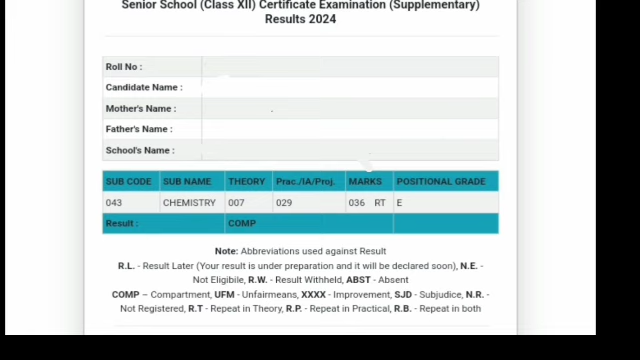 Senior School (Class XII) Certificate Examination (Supplementary)
Results 2024
Roll No :
Candidate Name :
Mother's Name :
Father's Name :
School's Name :
SUB CODE SUB NAME THEORY Prac./IA/Proj. MARKS POSITIONAL GRADE
043 CHEMISTRY 007 029 036 RT E
Result : COMP
Note: Abbreviations used against Result
R.L. - Result Later (Your result is under preparation and it will be declared soon), N.E. -
Not Eligibile, R.W. - Result Withheld, ABST - Absent
COMP – Compartment, UFM - Unfairmeans, XXXX - Improvement, SJD - Subjudice, N.R. -
Not Registered, R.T - Repeat in Theory, R.P. - Repeat in Practical, R.B. - Repeat in both